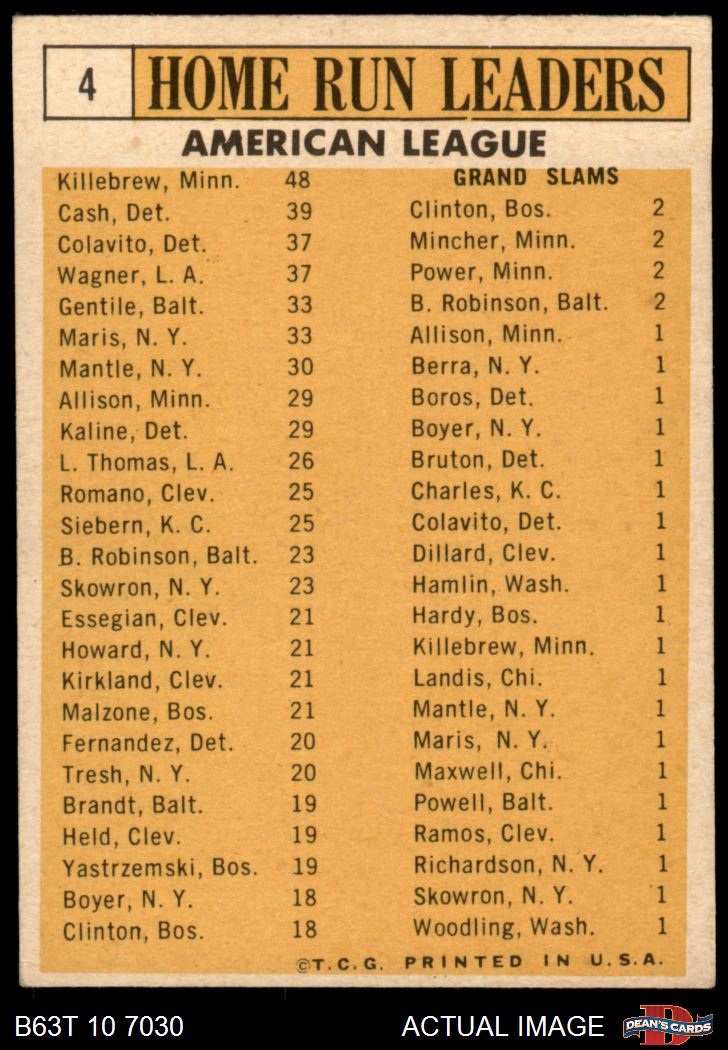 4 HOME RUN LEADERS
AMERICAN LEAGUE
Killebrew, Minn. 48
Cash, Det. 39
Colavito, Det. 37
Wagner, L. A. 37
Gentile, Balt. 33
Maris, N. Y. 33
Mantle, N. Y. 30
Allison, Minn. 29
Kaline, Det. 29
L. Thomas, L. A. 26
Romano, Clev. 25
Siebern, K. C. 25
B. Robinson, Balt. 23
Skowron, N. Y. 23
Essegian, Clev. 21
Howard, N. Y. 21
Kirkland, Clev. 21
Malzone, Bos. 21
Fernandez, Det. 20
Tresh, N. Y. 20
Brandt, Balt. 19
Held, Clev. 19
Yastrzemski, Bos. 19
Boyer, N. Y. 18
Clinton, Bos. 18
GRAND SLAMS
Clinton, Bos. 2
Mincher, Minn. 2
Power, Minn. 2
B. Robinson, Balt. 2
Allison, Minn. 1
Berra, N. Y. 1
Boros, Det. 1
Boyer, N. Y. 1
Bruton, Det. 1
Charles, K. C. 1
Colavito, Det. 1
Dillard, Clev. 1
Hamlin, Wash. 1
Hardy, Bos. 1
Killebrew, Minn. 1
Landis, Chi. 1
Mantle, N. Y. 1
Maris, N. Y. 1
Maxwell, Chi. 1
Powell, Balt. 1
Ramos, Clev. 1
Richardson, N. Y. 1
Skowron, N. Y. 1
Woodling, Wash. 1
©T. C. G. PRINTED IN U. S. A.
B63T 10 7030 ACTUAL IMAGE
D
DEAN'S CARDS